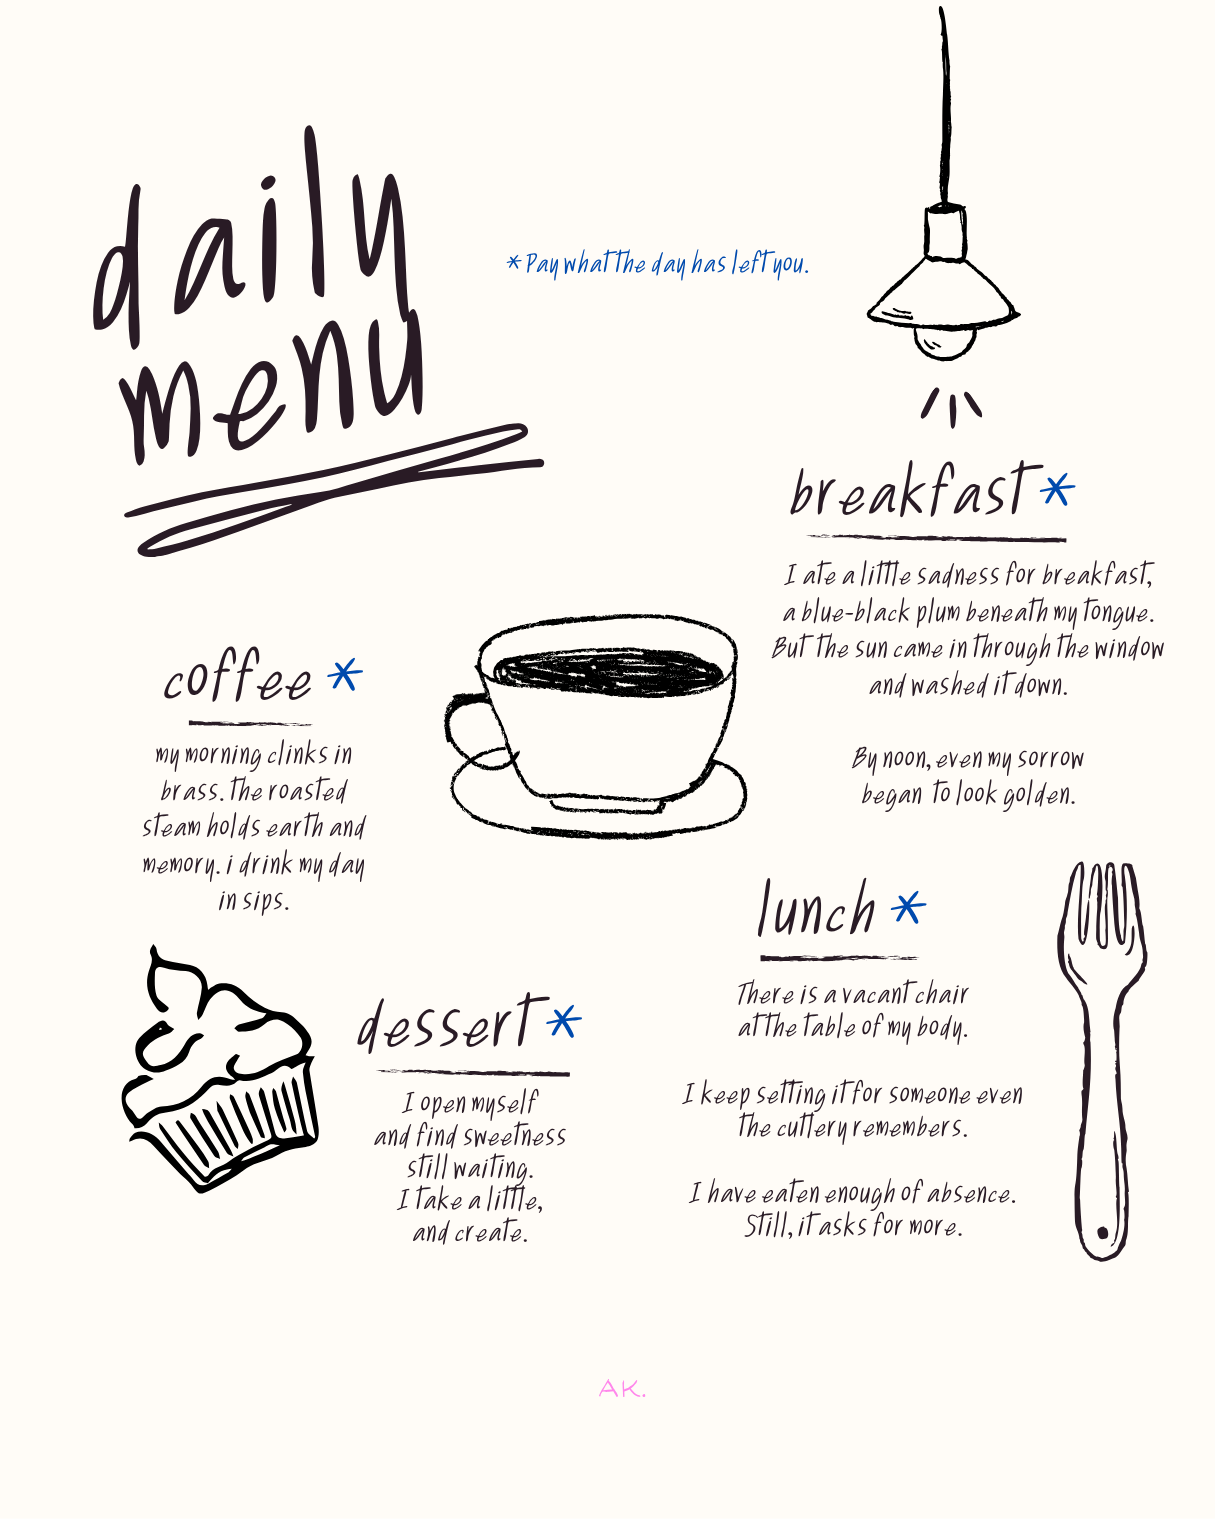 daily
menu
* Pay what the day has left you.
breakfast *
I ate a little sadness for breakfast,
a blue-black plum beneath my tongue.
But the sun came in through the window
and washed it down.
By noon, even my sorrow
began to look golden.
coffee *
my morning clinks in
brass. the roasted
steam holds earth and
memory. i drink my day
in sips.
lunch *
There is a vacant chair
at the table of my body.
I keep setting it for someone even
the cutlery remembers.
I have eaten enough of absence.
Still, it asks for more.
dessert *
I open myself
and find sweetness
still waiting.
I take a little,
and create.
AK.